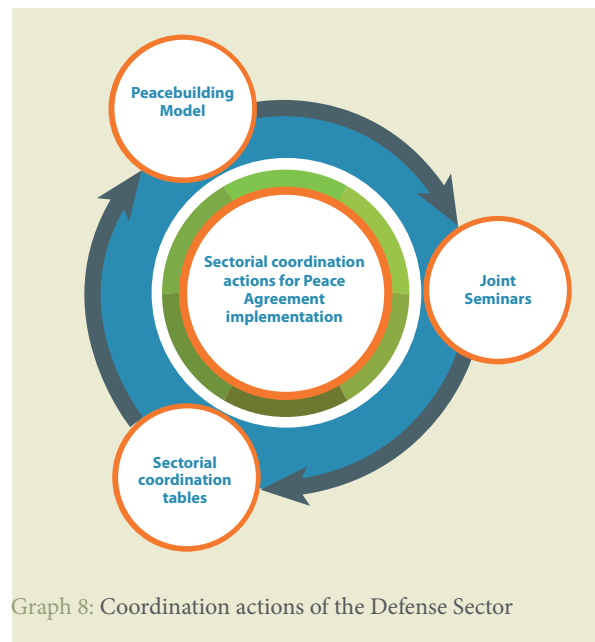 Peacebuilding
Model
Sectorial coordination
actions for Peace
Agreement
implementation
Joint
Seminars
Sectorial
coordination
tables
Graph 8: Coordination actions of the Defense Sector